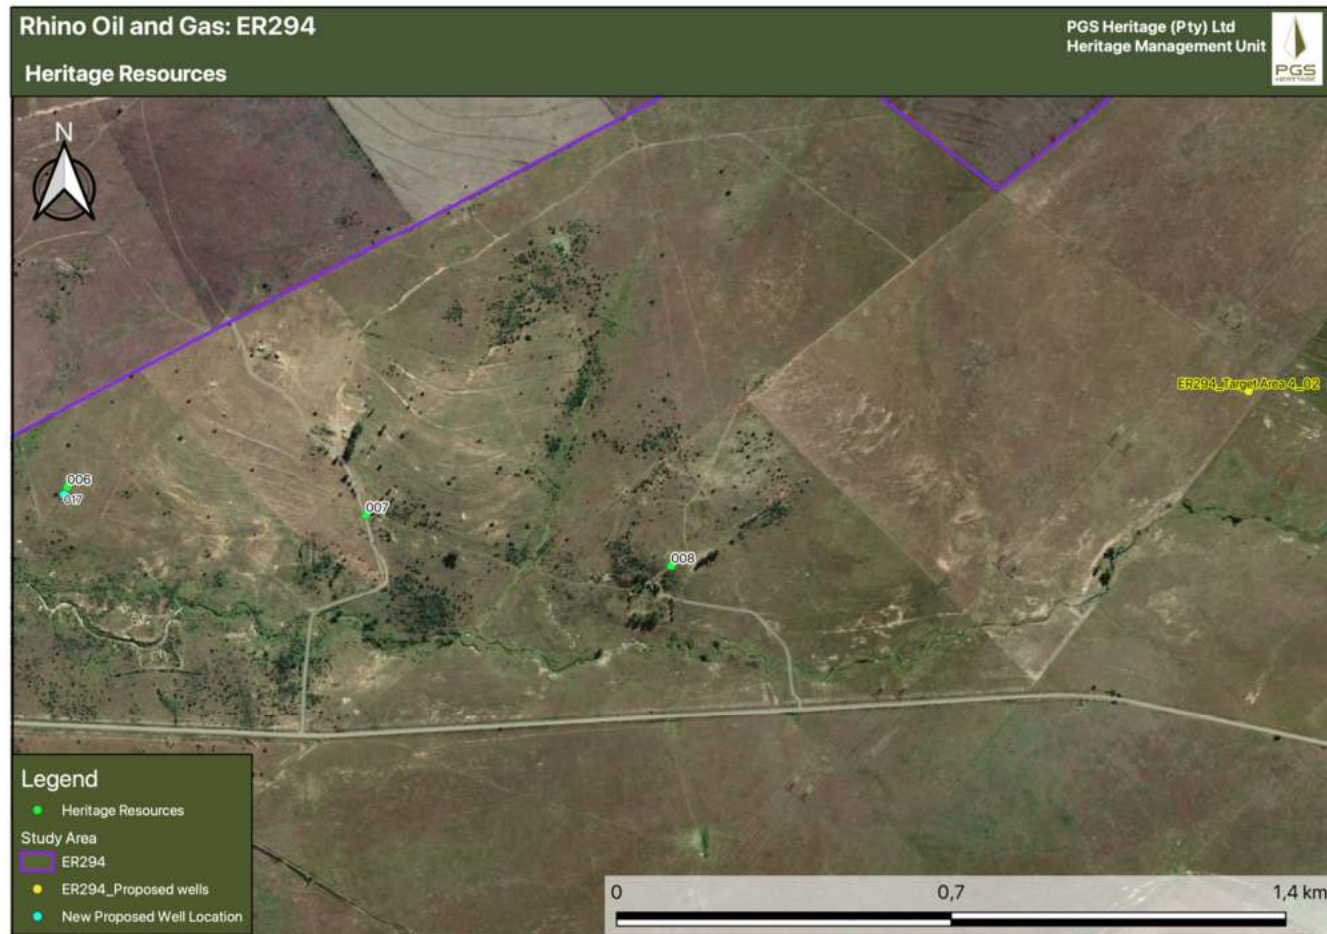 Rhino Oil and Gas: ER294
Heritage Resources
PGS Heritage (Pty) Ltd
Heritage Management Unit
PGS
HERITAGE
N
ER294_Target Area 4_02
006
017
007
008
Legend
Heritage Resources
Study Area
ER294
ER294_Proposed wells
New Proposed Well Location
0 0,7 1,4 km